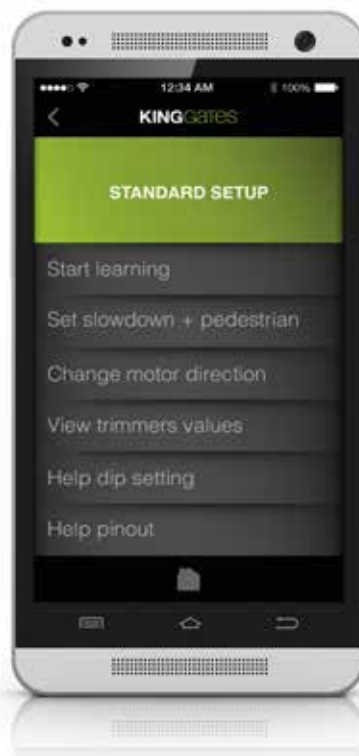 12:34 AM
100%
KINGGATES
STANDARD SETUP
Start learning
Set slowdown + pedestrian
Change motor direction
View trimmers values
Help dip setting
Help pinout